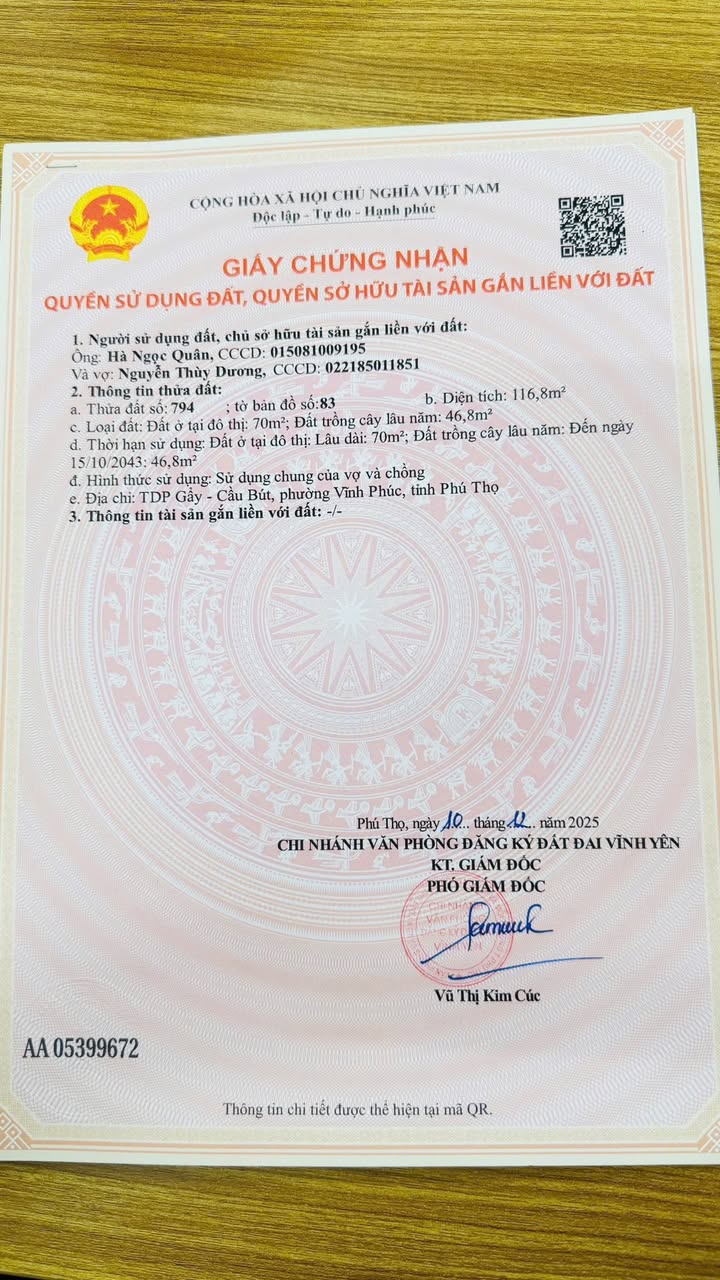 CỘNG HÒA XÃ HỘI CHỦ NGHĨA VIỆT NAM
Độc lập - Tự do - Hạnh phúc
GIẤY CHỨNG NHẬN
QUYỀN SỬ DỤNG ĐẤT, QUYỀN SỞ HỮU TÀI SẢN GẮN LIỀN VỚI ĐẤT
1. Người sử dụng đất, chủ sở hữu tài sản gắn liền với đất:
Ông: Hà Ngọc Quân, CCCD: 015081009195
Và vợ: Nguyễn Thùy Dương, CCCD: 022185011851
2. Thông tin thửa đất:
a. Thửa đất số: 794 ; tờ bản đồ số:83 b. Diện tích: 116,8m²
c. Loại đất: Đất ở tại đô thị: 70m²; Đất trồng cây lâu năm: 46,8m²
d. Thời hạn sử dụng: Đất ở tại đô thị: Lâu dài: 70m²; Đất trồng cây lâu năm: Đến ngày
15/10/2043: 46,8m²
đ. Hình thức sử dụng: Sử dụng chung của vợ và chồng
e. Địa chỉ: TDP Gẩy - Cầu Bút, phường Vĩnh Phúc, tỉnh Phú Thọ
3. Thông tin tài sản gắn liền với đất: -/-
Phú Thọ, ngày 10... tháng 12... năm 2025
CHI NHÁNH VĂN PHÒNG ĐĂNG KÝ ĐẤT ĐAI VĨNH YÊN
KT. GIÁM ĐỐC
PHÓ GIÁM ĐỐC
CHI NHÁNH
VĂN PHÒNG
ĐĂNG KÝ
VĨNH YÊN
Vũ Thị Kim Cúc
AA 05399672
Thông tin chi tiết được thể hiện tại mã QR.